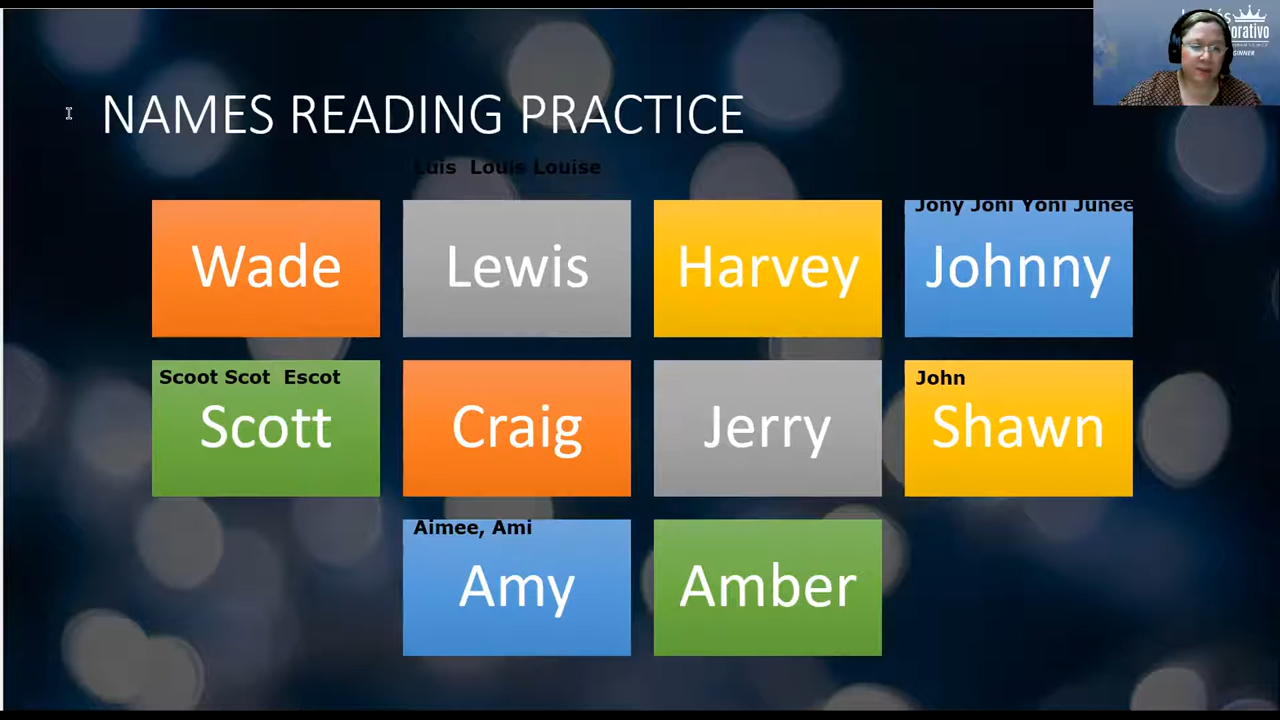 NAMES READING PRACTICE
Luis Louis Louise
Wade
Lewis
Harvey
Jony Joni Yoni Junee
Johnny
Scoot Scot Escot
Scott
Craig
Jerry
John
Shawn
Aimee, Ami
Amy
Amber
orativo